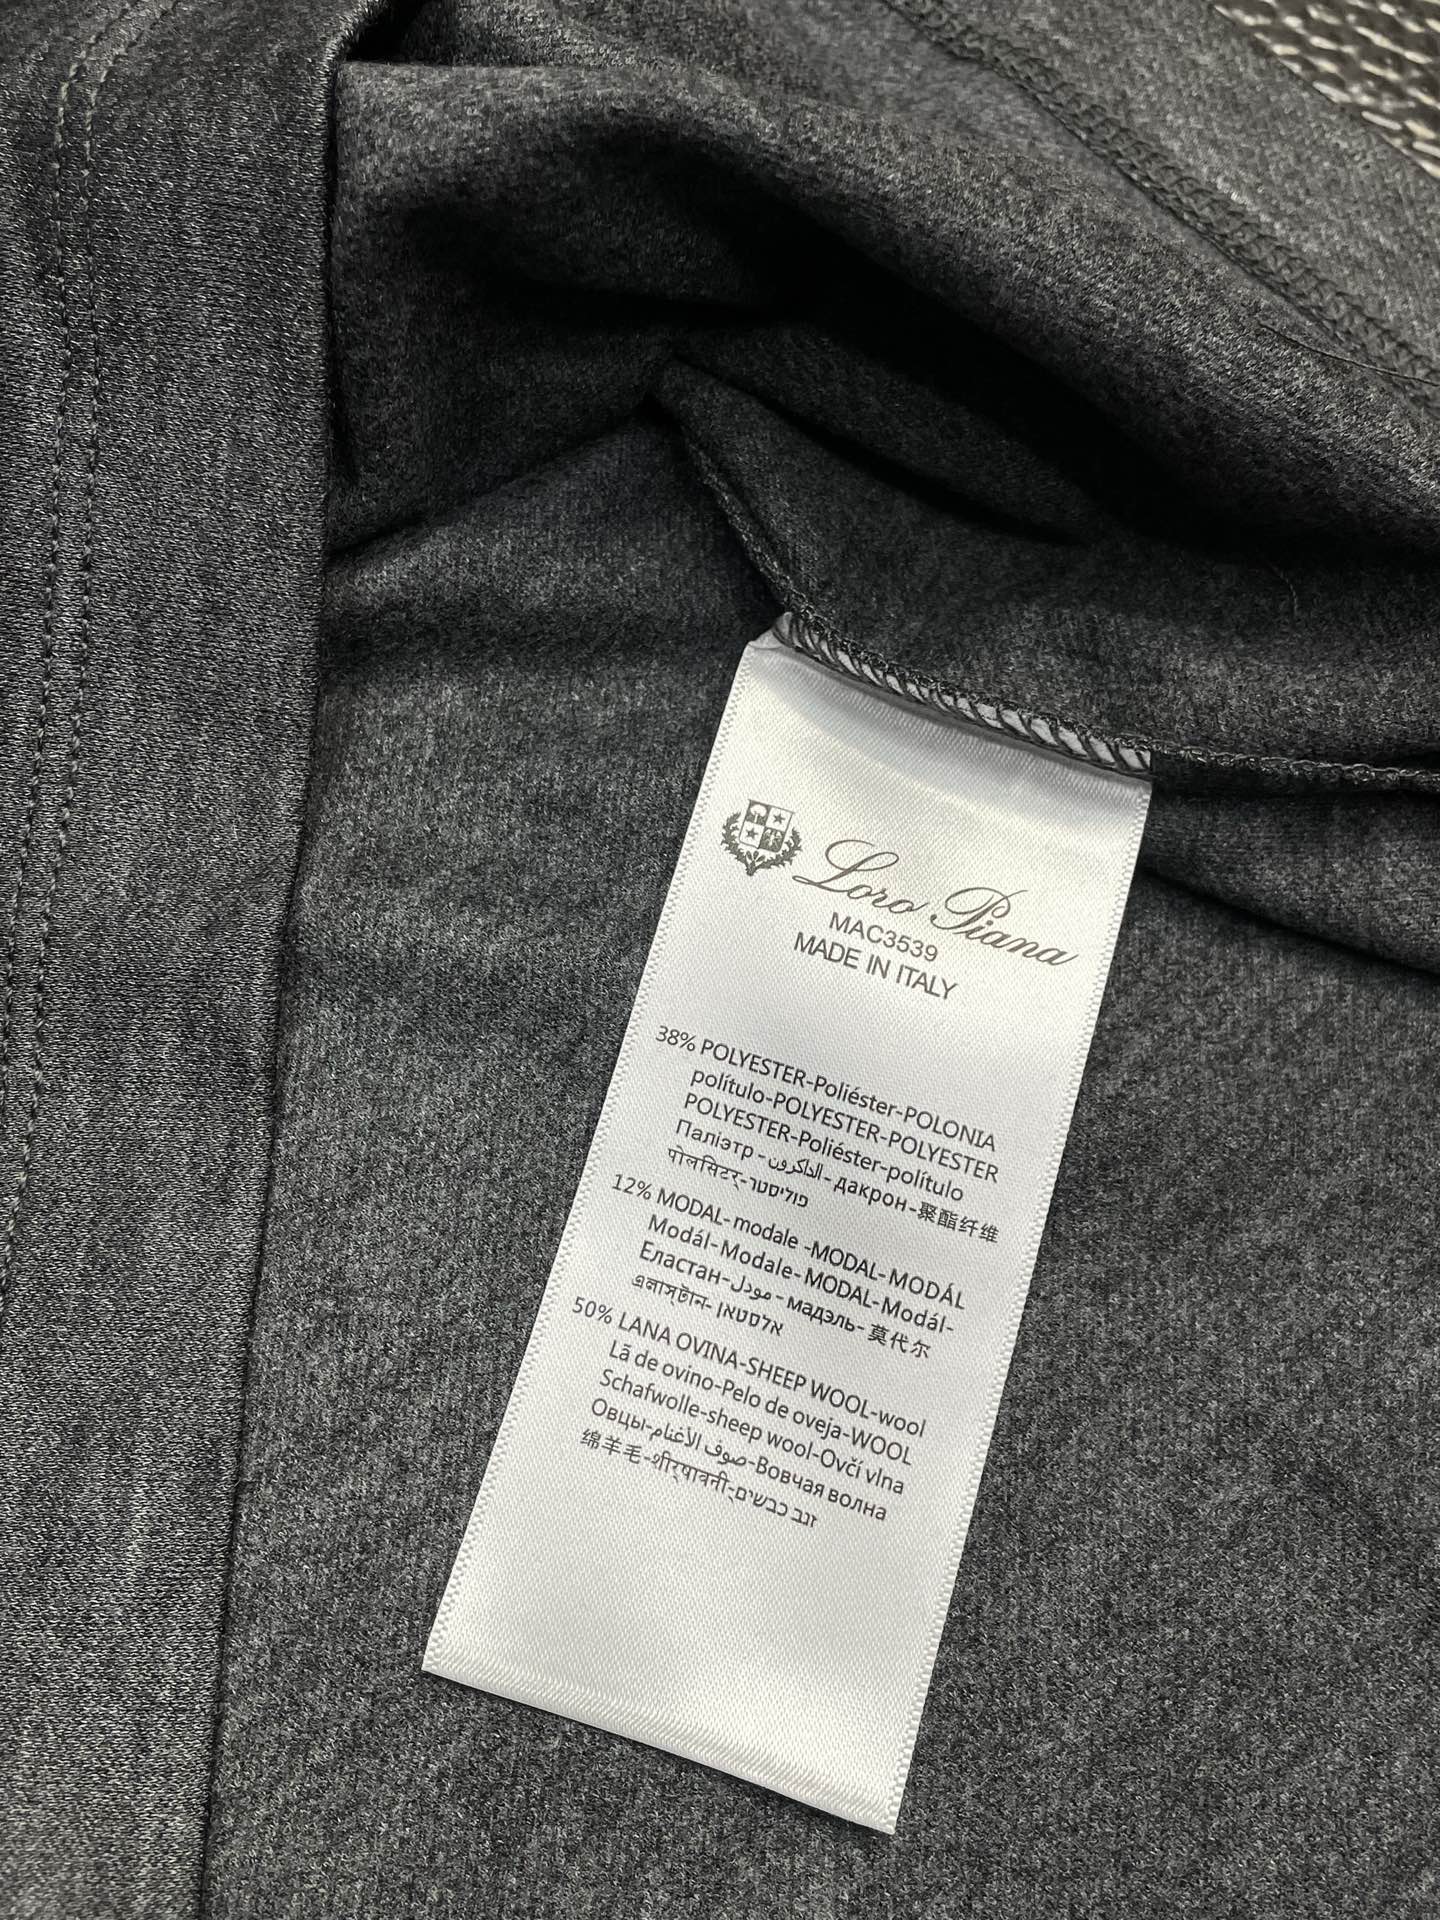 Loro Piana
MAC3539
MADE IN ITALY
38% POLYESTER-Poliéster-POLONIA
polítulo-POLYESTER-POLYESTER
POLYESTER-Poliéster-polítulo
Паліэтр-الداكرون-дакрон-聚酯纤维
पोलसिटर-פוליסטר
12% MODAL-modale-MODAL-MODÁL
Modál-Modale-MODAL-Modál-
Еластан-مودل-мадэль-莫代尔
אלסטאן
50% LANA OVINA-SHEEP WOOL-wool
Lã de ovino-Pelo de oveja-WOOL
Schafwolle-sheep wool-Ovčí vlna
Овцы-صوف الأغنام-Вовчая волна
绵羊毛-זנב כבשים